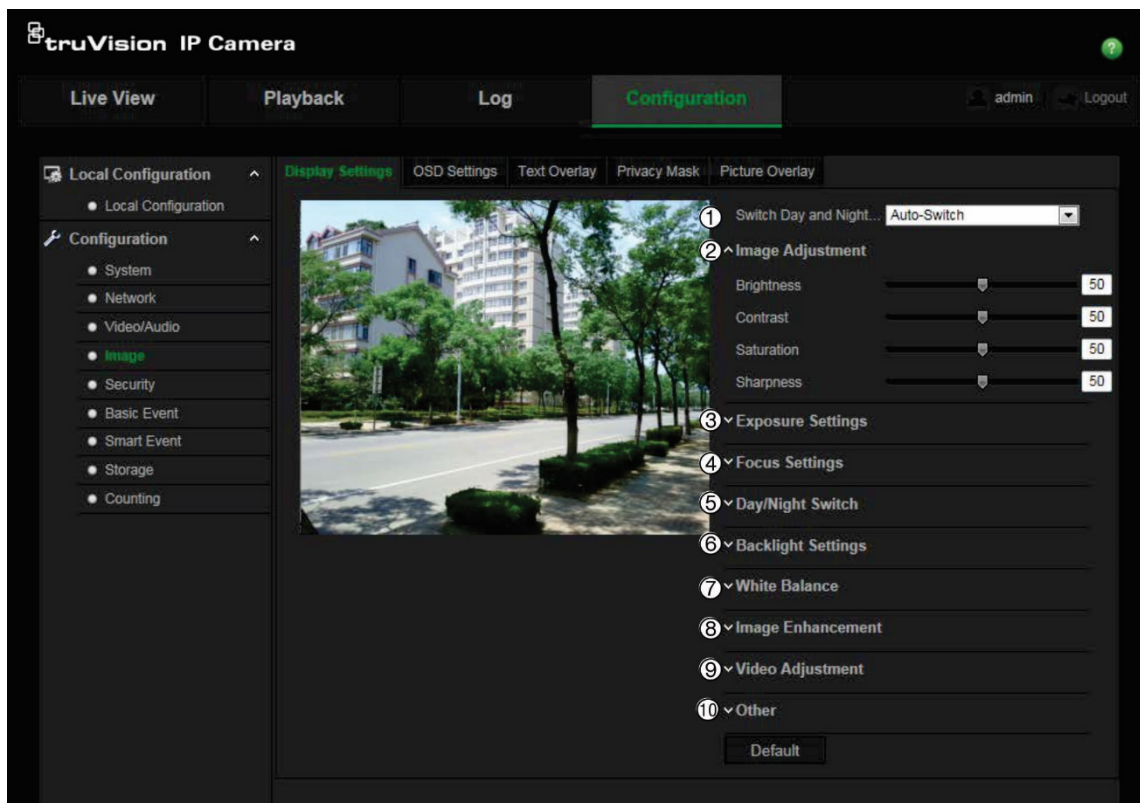 truVision IP Camera
?
Live View Playback Log Configuration admin Logout
Local Configuration
Local Configuration
Configuration
System
Network
Video/Audio
Image
Security
Basic Event
Smart Event
Storage
Counting
Display Settings OSD Settings Text Overlay Privacy Mask Picture Overlay
1 Switch Day and Night... Auto-Switch
2 Image Adjustment
Brightness 50
Contrast 50
Saturation 50
Sharpness 50
3 Exposure Settings
4 Focus Settings
5 Day/Night Switch
6 Backlight Settings
7 White Balance
8 Image Enhancement
9 Video Adjustment
10 Other
Default